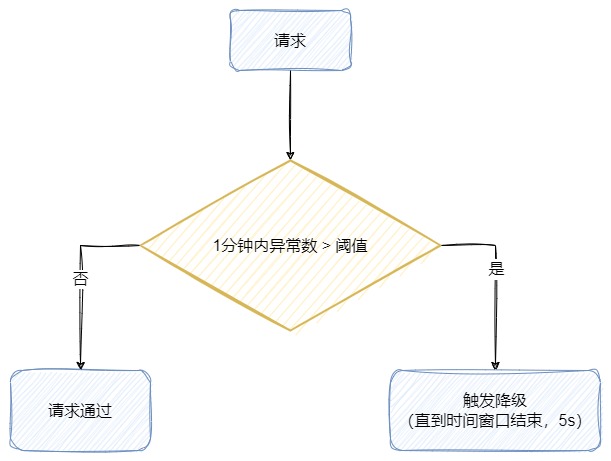 请求
1分钟内异常数 > 阈值
否
是
请求通过
触发降级
(直到时间窗口结束，5s)